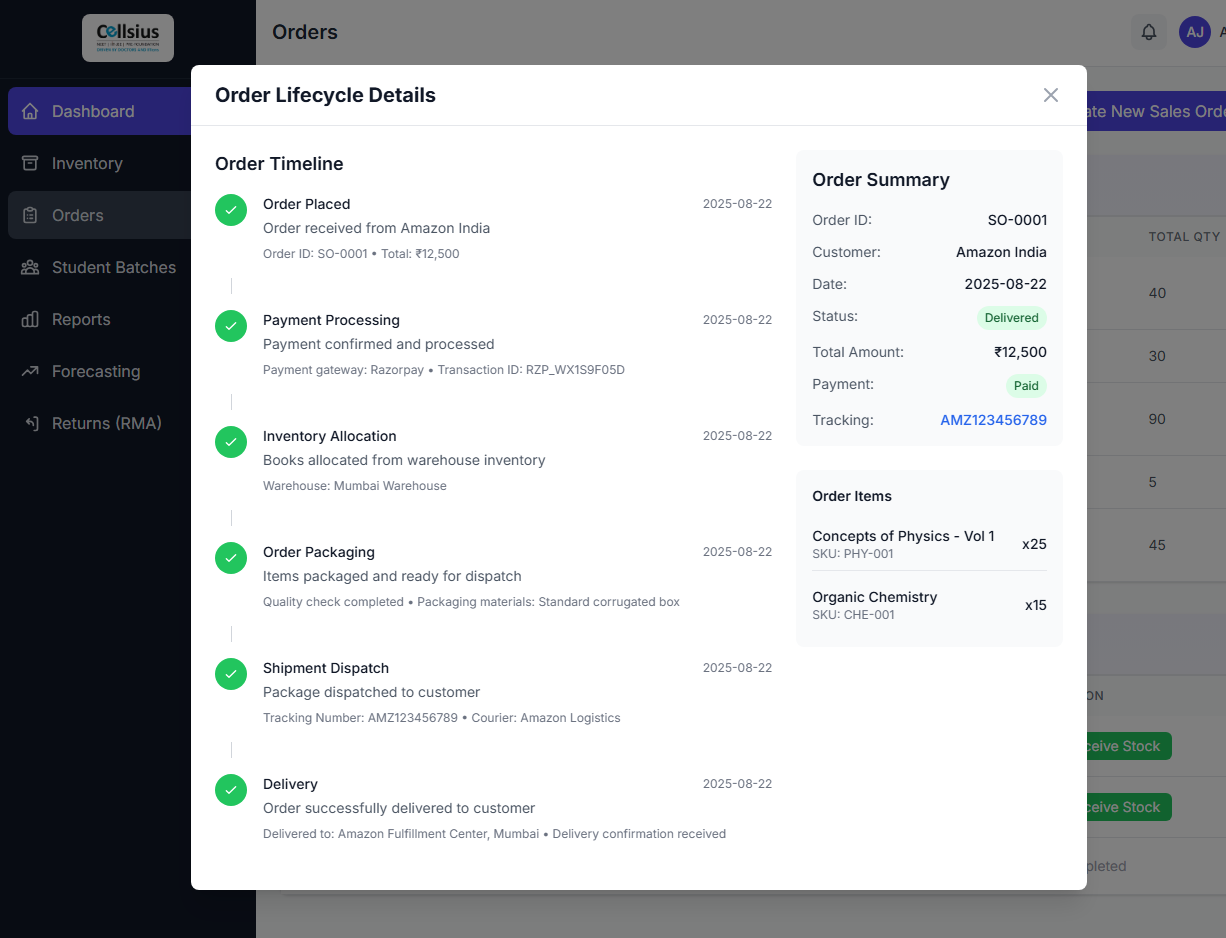 Cellsius
Orders
AJ
Dashboard
Inventory
Orders
Student Batches
Reports
Forecasting
Returns (RMA)
Order Lifecycle Details
Order Timeline
Order Placed
2025-08-22
Order received from Amazon India
Order ID: SO-0001 • Total: ₹12,500
Payment Processing
2025-08-22
Payment confirmed and processed
Payment gateway: Razorpay • Transaction ID: RZP_WX1S9F05D
Inventory Allocation
2025-08-22
Books allocated from warehouse inventory
Warehouse: Mumbai Warehouse
Order Packaging
2025-08-22
Items packaged and ready for dispatch
Quality check completed • Packaging materials: Standard corrugated box
Shipment Dispatch
2025-08-22
Package dispatched to customer
Tracking Number: AMZ123456789 • Courier: Amazon Logistics
Delivery
2025-08-22
Order successfully delivered to customer
Delivered to: Amazon Fulfillment Center, Mumbai • Delivery confirmation received
Order Summary
Order ID: SO-0001
Customer: Amazon India
Date: 2025-08-22
Status: Delivered
Total Amount: ₹12,500
Payment: Paid
Tracking: AMZ123456789
Order Items
Concepts of Physics - Vol 1
SKU: PHY-001
x25
Organic Chemistry
SKU: CHE-001
x15
ate New Sales Orde
TOTAL QTY
40
30
90
5
45
ON
ceive Stock
ceive Stock
pleted